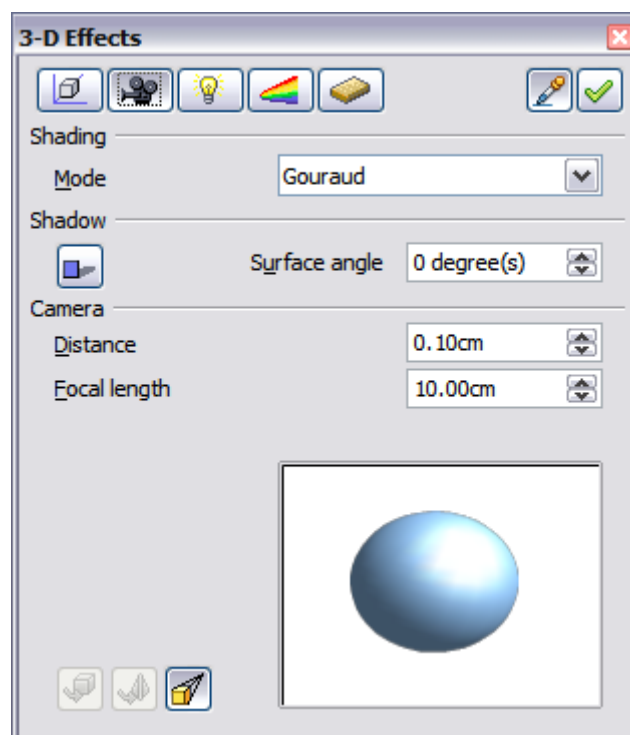 3-D Effects
Shading
Mode Gouraud
Shadow
Surface angle 0 degree(s)
Camera
Distance 0.10cm
Focal length 10.00cm